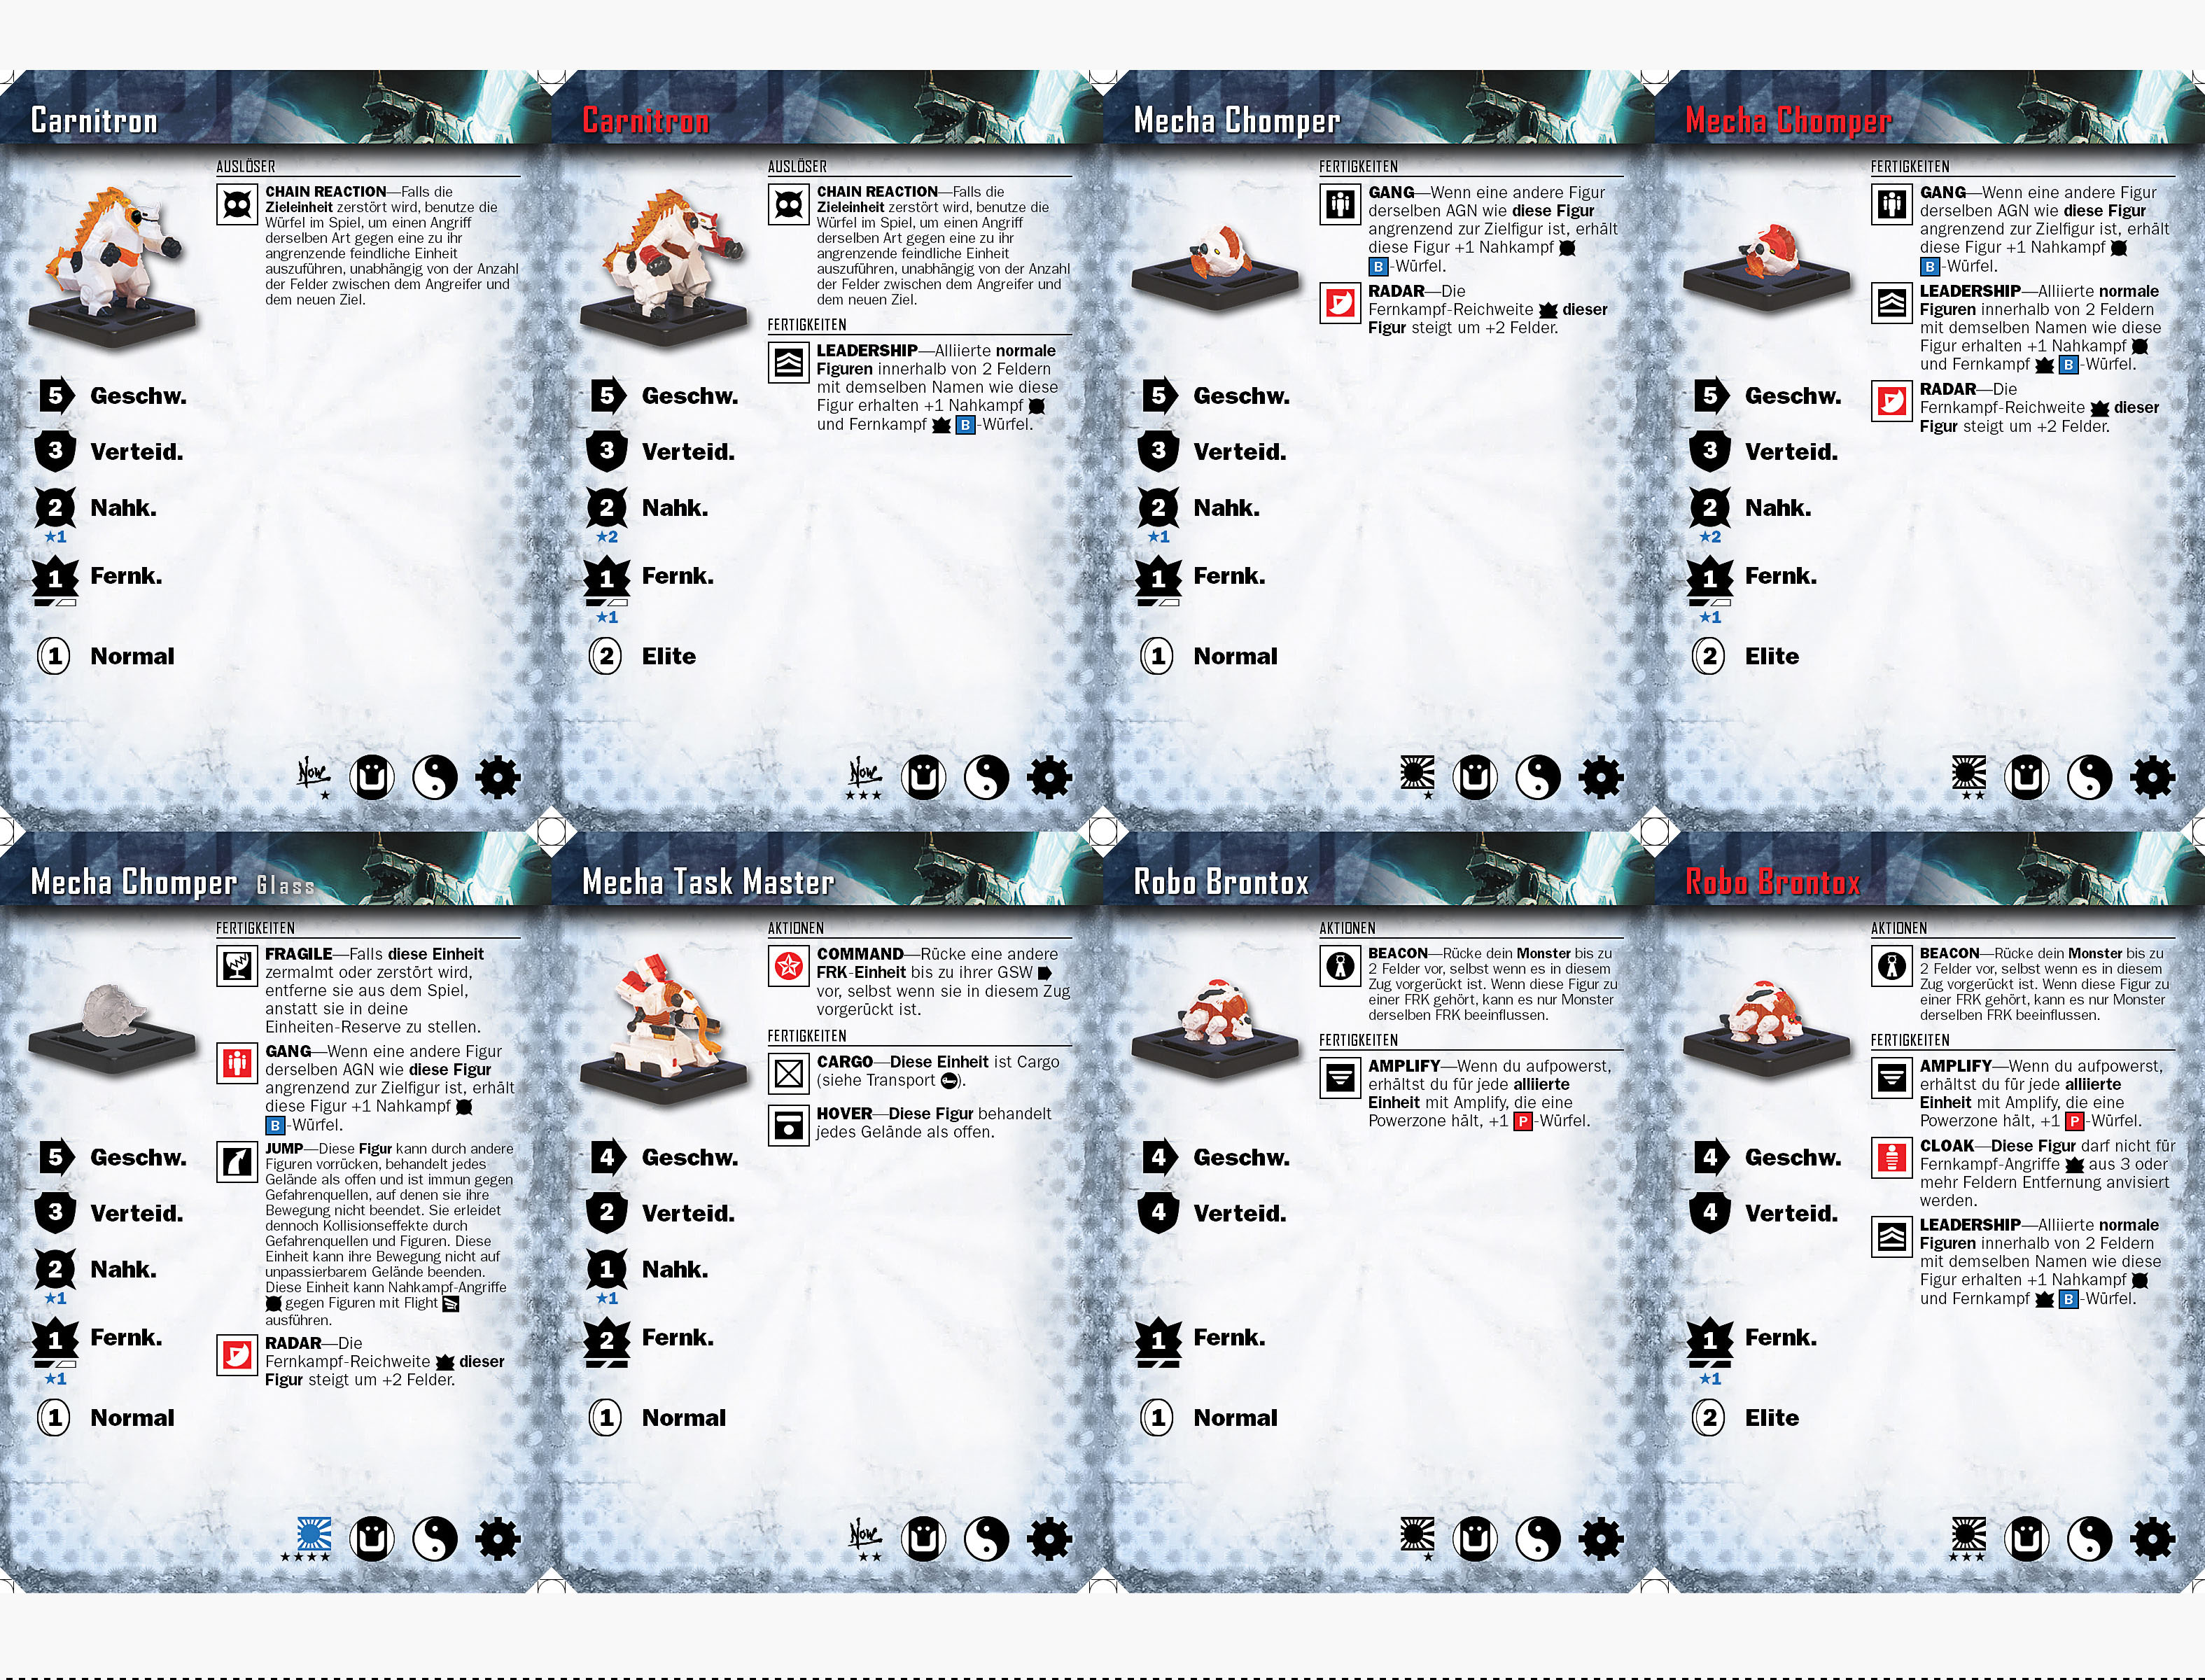 Carnitron
AUSLÖSER
CHAIN REACTION—Falls die
Zieleinheit zerstört wird, benutze die
Würfel im Spiel, um einen Angriff
derselben Art gegen eine zu ihr
angrenzende feindliche Einheit
auszuführen, unabhängig von der Anzahl
der Felder zwischen dem Angreifer und
dem neuen Ziel.
5 Geschw.
3 Verteid.
2 Nahk.
★1
1 Fernk.
1 Normal
Now
★
Carnitron
AUSLÖSER
CHAIN REACTION—Falls die
Zieleinheit zerstört wird, benutze die
Würfel im Spiel, um einen Angriff
derselben Art gegen eine zu ihr
angrenzende feindliche Einheit
auszuführen, unabhängig von der Anzahl
der Felder zwischen dem Angreifer und
dem neuen Ziel.
FERTIGKEITEN
LEADERSHIP—Alliierte normale
Figuren innerhalb von 2 Feldern
mit demselben Namen wie diese
Figur erhalten +1 Nahkampf
und Fernkampf B-Würfel.
5 Geschw.
3 Verteid.
2 Nahk.
★2
1 Fernk.
★1
2 Elite
Now
★★★
Mecha Chomper
FERTIGKEITEN
GANG—Wenn eine andere Figur
derselben AGN wie diese Figur
angrenzend zur Zielfigur ist, erhält
diese Figur +1 Nahkampf
B-Würfel.
RADAR—Die
Fernkampf-Reichweite dieser
Figur steigt um +2 Felder.
5 Geschw.
3 Verteid.
2 Nahk.
★1
1 Fernk.
1 Normal
★
Mecha Chomper
FERTIGKEITEN
GANG—Wenn eine andere Figur
derselben AGN wie diese Figur
angrenzend zur Zielfigur ist, erhält
diese Figur +1 Nahkampf
B-Würfel.
LEADERSHIP—Alliierte normale
Figuren innerhalb von 2 Feldern
mit demselben Namen wie diese
Figur erhalten +1 Nahkampf
und Fernkampf B-Würfel.
RADAR—Die
Fernkampf-Reichweite dieser
Figur steigt um +2 Felder.
5 Geschw.
3 Verteid.
2 Nahk.
★2
1 Fernk.
★1
2 Elite
★★
Mecha Chomper Glass
FERTIGKEITEN
FRAGILE—Falls diese Einheit
zermalmt oder zerstört wird,
entferne sie aus dem Spiel,
anstatt sie in deine
Einheiten-Reserve zu stellen.
GANG—Wenn eine andere Figur
derselben AGN wie diese Figur
angrenzend zur Zielfigur ist, erhält
diese Figur +1 Nahkampf
B-Würfel.
JUMP—Diese Figur kann durch andere
Figuren vorrücken, behandelt jedes
Gelände als offen und ist immun gegen
Gefahrenquellen, auf denen sie ihre
Bewegung nicht beendet. Sie erleidet
dennoch Kollisionseffekte durch
Gefahrenquellen und Figuren. Diese
Einheit kann ihre Bewegung nicht auf
unpassierbarem Gelände beenden.
Diese Einheit kann Nahkampf-Angriffe
gegen Figuren mit Flight
ausführen.
RADAR—Die
Fernkampf-Reichweite dieser
Figur steigt um +2 Felder.
5 Geschw.
3 Verteid.
2 Nahk.
★1
1 Fernk.
★1
1 Normal
★★★★
Mecha Task Master
AKTIONEN
COMMAND—Rücke eine andere
FRK-Einheit bis zu ihrer GSW
vor, selbst wenn sie in diesem Zug
vorgerückt ist.
FERTIGKEITEN
CARGO—Diese Einheit ist Cargo
(siehe Transport ).
HOVER—Diese Figur behandelt
jedes Gelände als offen.
4 Geschw.
2 Verteid.
1 Nahk.
★1
2 Fernk.
1 Normal
Now
★★
Robo Brontox
AKTIONEN
BEACON—Rücke dein Monster bis zu
2 Felder vor, selbst wenn es in diesem
Zug vorgerückt ist. Wenn diese Figur zu
einer FRK gehört, kann es nur Monster
derselben FRK beeinflussen.
FERTIGKEITEN
AMPLIFY—Wenn du aufpowerst,
erhältst du für jede alliierte
Einheit mit Amplify, die eine
Powerzone hält, +1 P-Würfel.
4 Geschw.
4 Verteid.
1 Fernk.
1 Normal
★
Robo Brontox
AKTIONEN
BEACON—Rücke dein Monster bis zu
2 Felder vor, selbst wenn es in diesem
Zug vorgerückt ist. Wenn diese Figur zu
einer FRK gehört, kann es nur Monster
derselben FRK beeinflussen.
FERTIGKEITEN
AMPLIFY—Wenn du aufpowerst,
erhältst du für jede alliierte
Einheit mit Amplify, die eine
Powerzone hält, +1 P-Würfel.
CLOAK—Diese Figur darf nicht für
Fernkampf-Angriffe aus 3 oder
mehr Feldern Entfernung anvisiert
werden.
LEADERSHIP—Alliierte normale
Figuren innerhalb von 2 Feldern
mit demselben Namen wie diese
Figur erhalten +1 Nahkampf
und Fernkampf B-Würfel.
4 Geschw.
4 Verteid.
1 Fernk.
★1
2 Elite
★★★